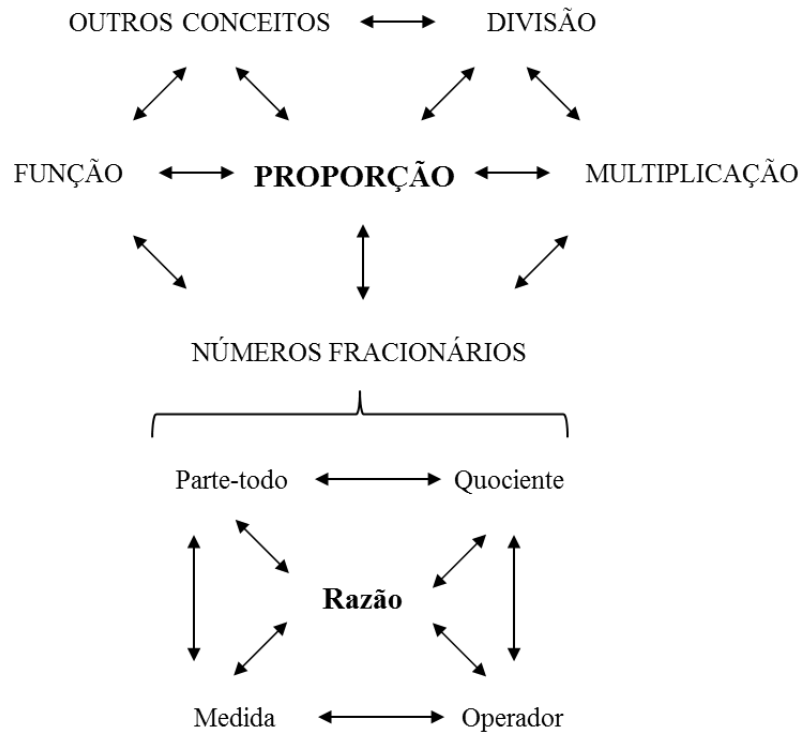 OUTROS CONCEITOS DIVISÃO
FUNÇÃO PROPORÇÃO MULTIPLICAÇÃO
NÚMEROS FRACIONÁRIOS
Parte-todo Quociente
Razão
Medida Operador